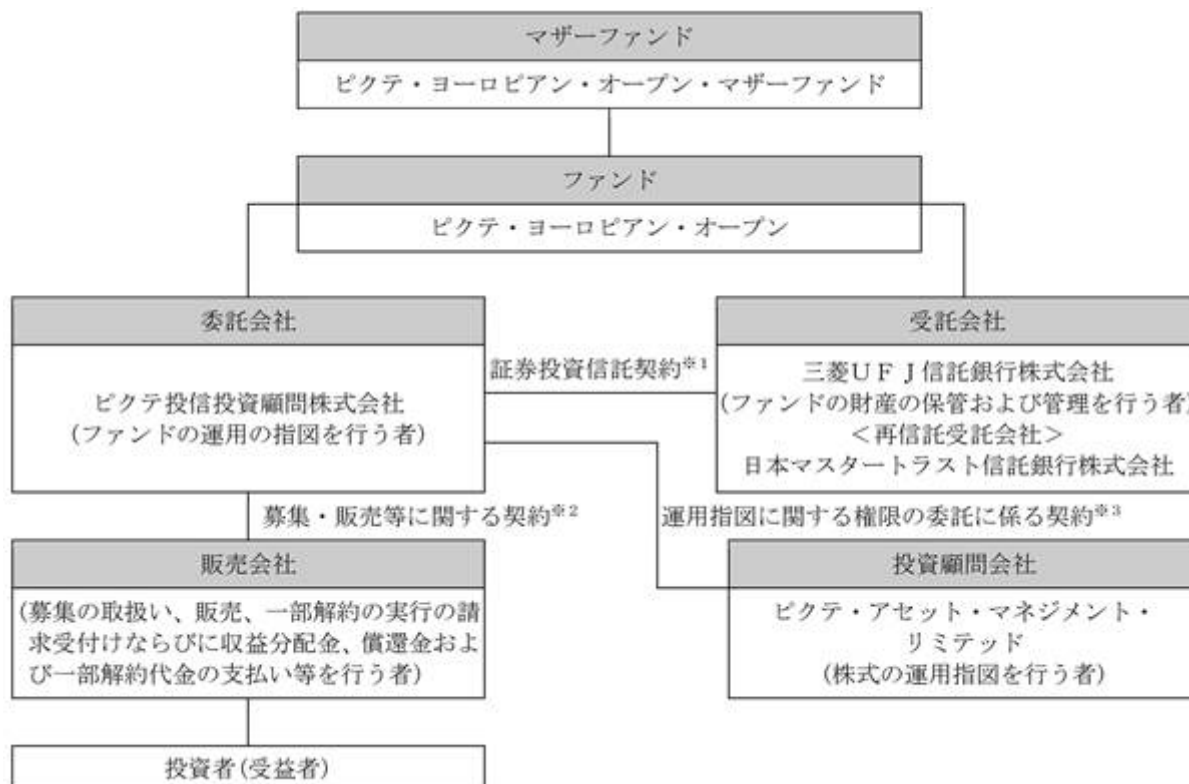 マザーファンド
ピクテ・ヨーロピアン・オープン・マザーファンド
ファンド
ピクテ・ヨーロピアン・オープン
委託会社
ピクテ投信投資顧問株式会社
(ファンドの運用の指図を行う者)
証券投資信託契約※1
受託会社
三菱UFJ信託銀行株式会社
(ファンドの財産の保管および管理を行う者)
<再信託受託会社>
日本マスタートラスト信託銀行株式会社
募集・販売等に関する契約※2
運用指図に関する権限の委託に係る契約※3
販売会社
(募集の取扱い、販売、一部解約の実行の請
求受付けならびに収益分配金、償還金およ
び一部解約代金の支払い等を行う者)
投資顧問会社
ピクテ・アセット・マネジメント・
リミテッド
(株式の運用指図を行う者)
投資者(受益者)